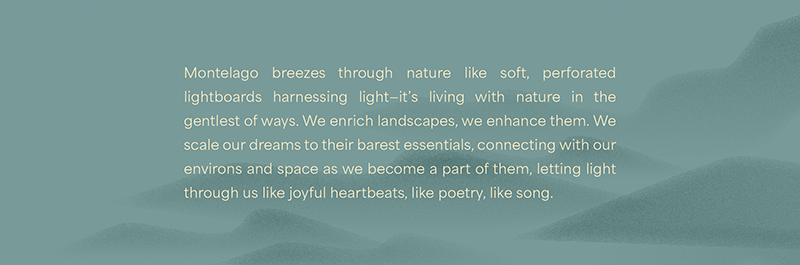 Montelago breezes through nature like soft, perforated
lightboards harnessing light—it's living with nature in the
gentlest of ways. We enrich landscapes, we enhance them. We
scale our dreams to their barest essentials, connecting with our
environs and space as we become a part of them, letting light
through us like joyful heartbeats, like poetry, like song.